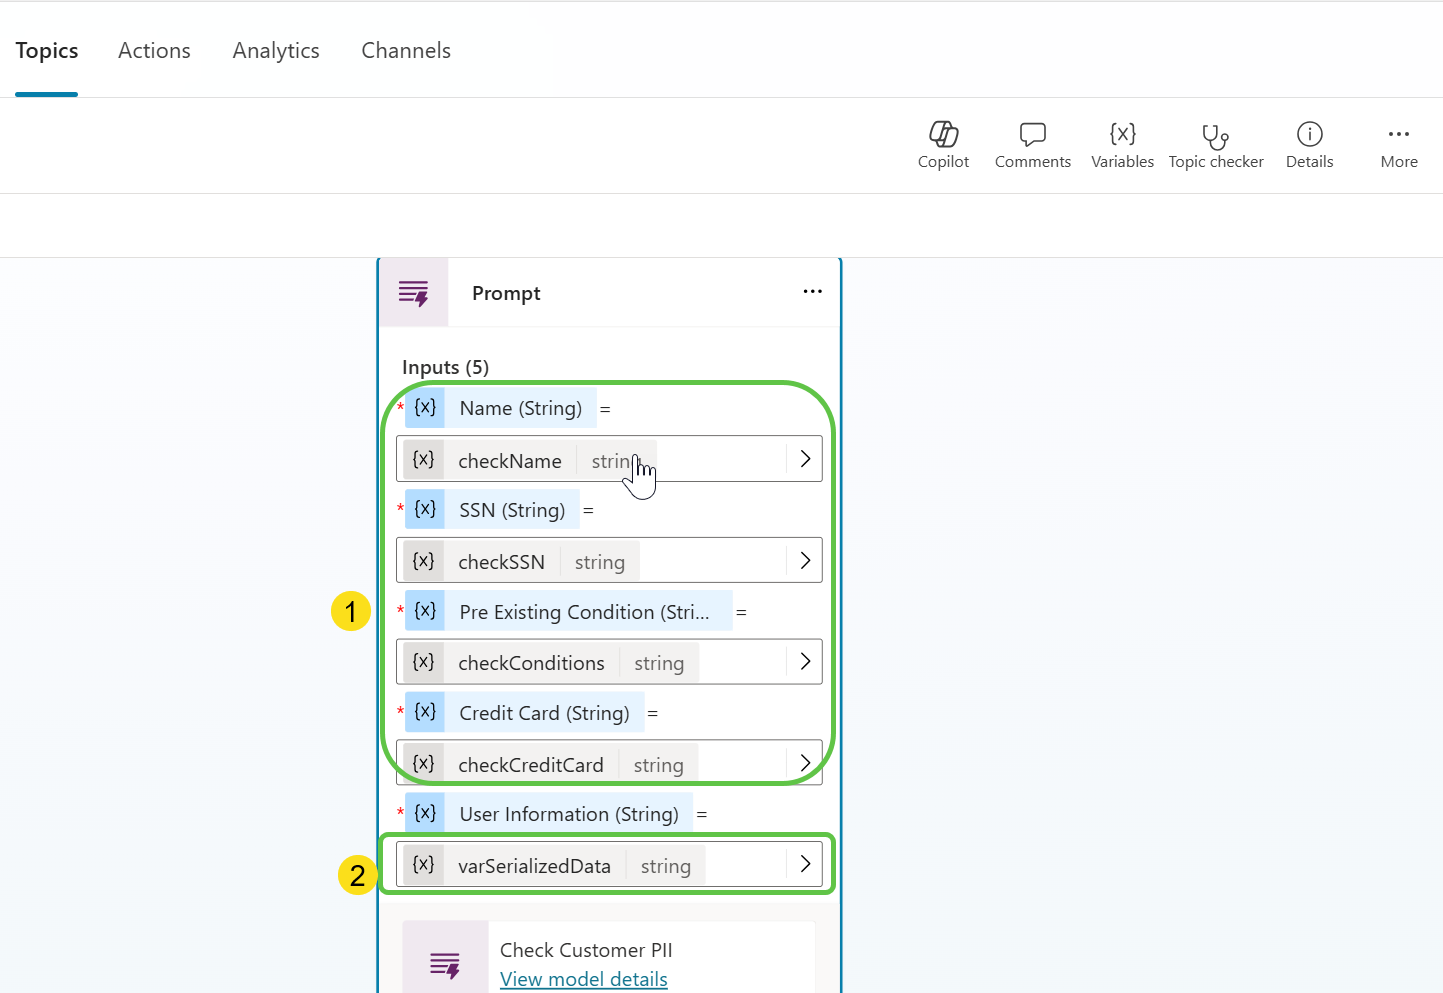 Topics Actions Analytics Channels
Copilot Comments {x} Variables Topic checker Details More
Prompt
Inputs (5)
* {x} Name (String) =
{x} checkName string
* {x} SSN (String) =
{x} checkSSN string
1
* {x} Pre Existing Condition (Stri... =
{x} checkConditions string
* {x} Credit Card (String) =
{x} checkCreditCard string
* {x} User Information (String) =
2
{x} varSerializedData string
Check Customer PII
View model details